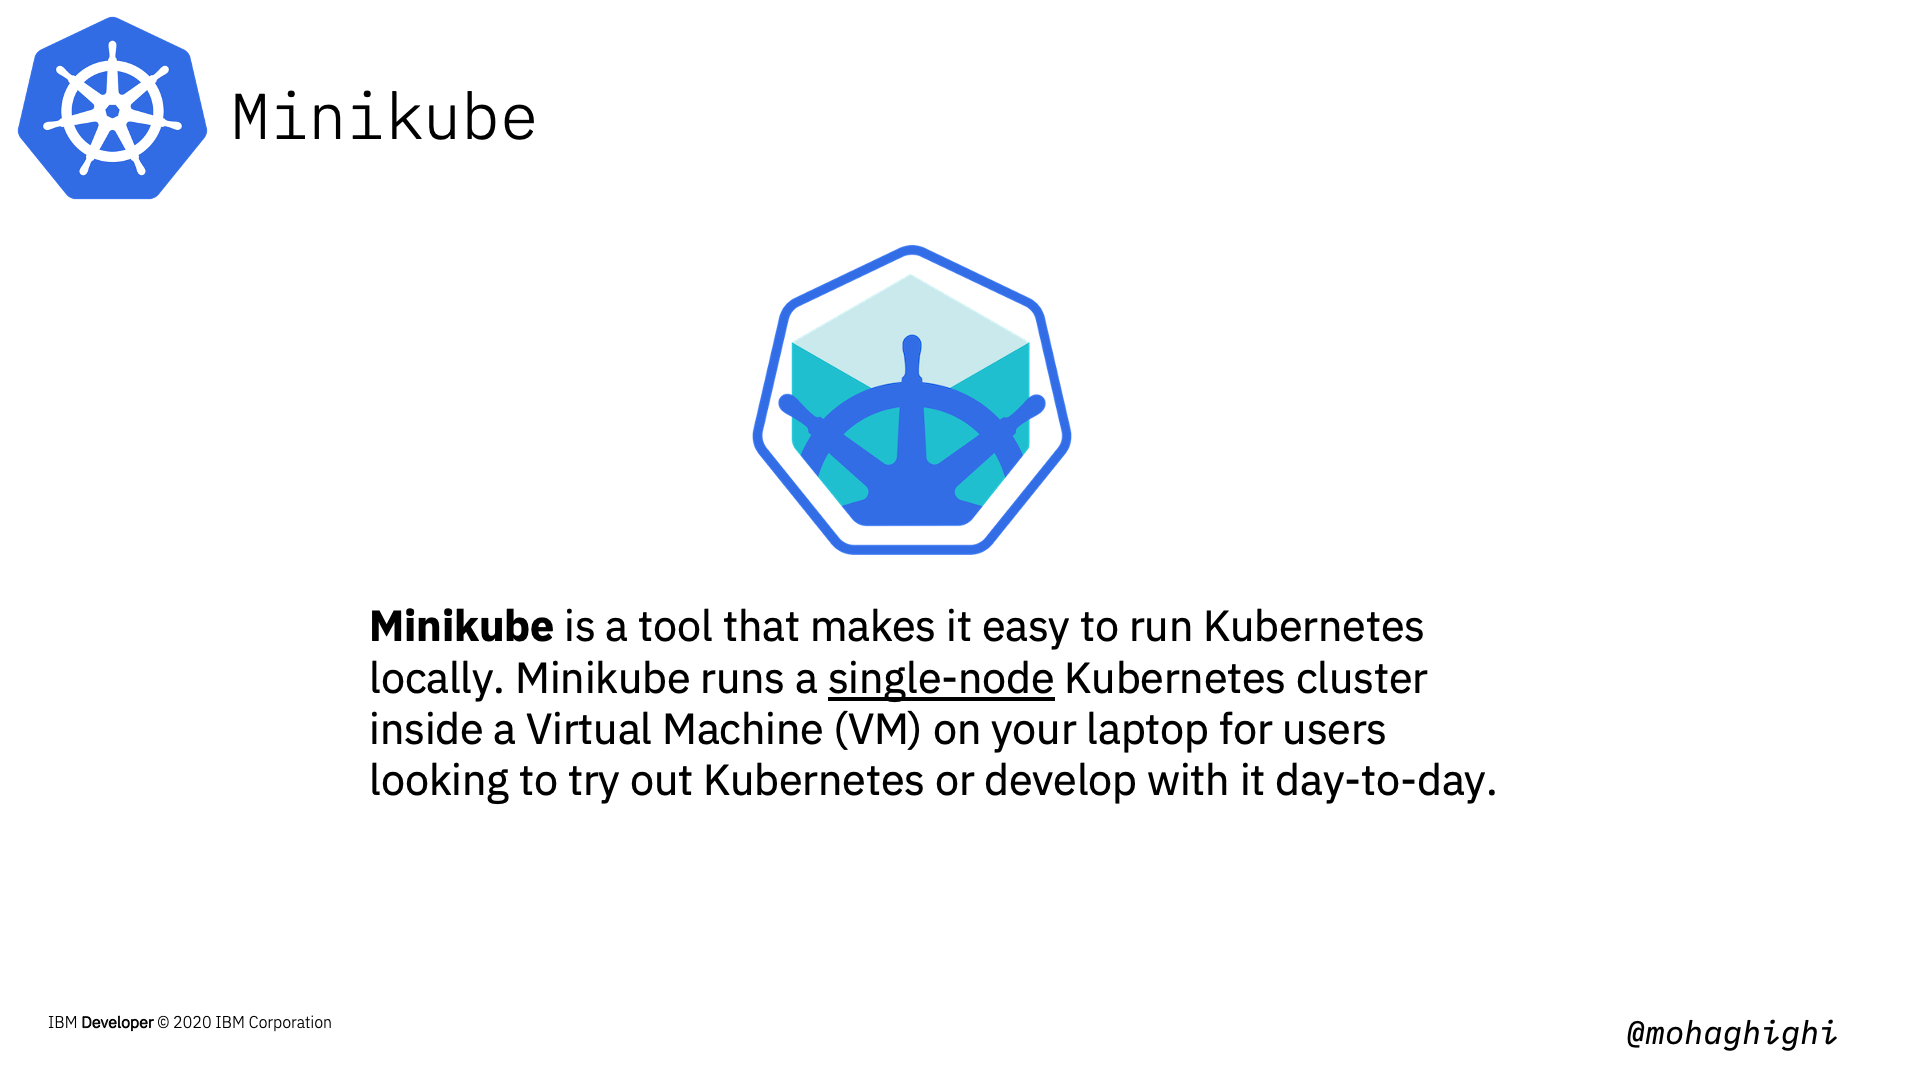 Minikube
Minikube is a tool that makes it easy to run Kubernetes
locally. Minikube runs a single-node Kubernetes cluster
inside a Virtual Machine (VM) on your laptop for users
looking to try out Kubernetes or develop with it day-to-day.
IBM Developer © 2020 IBM Corporation
@mohaghighi